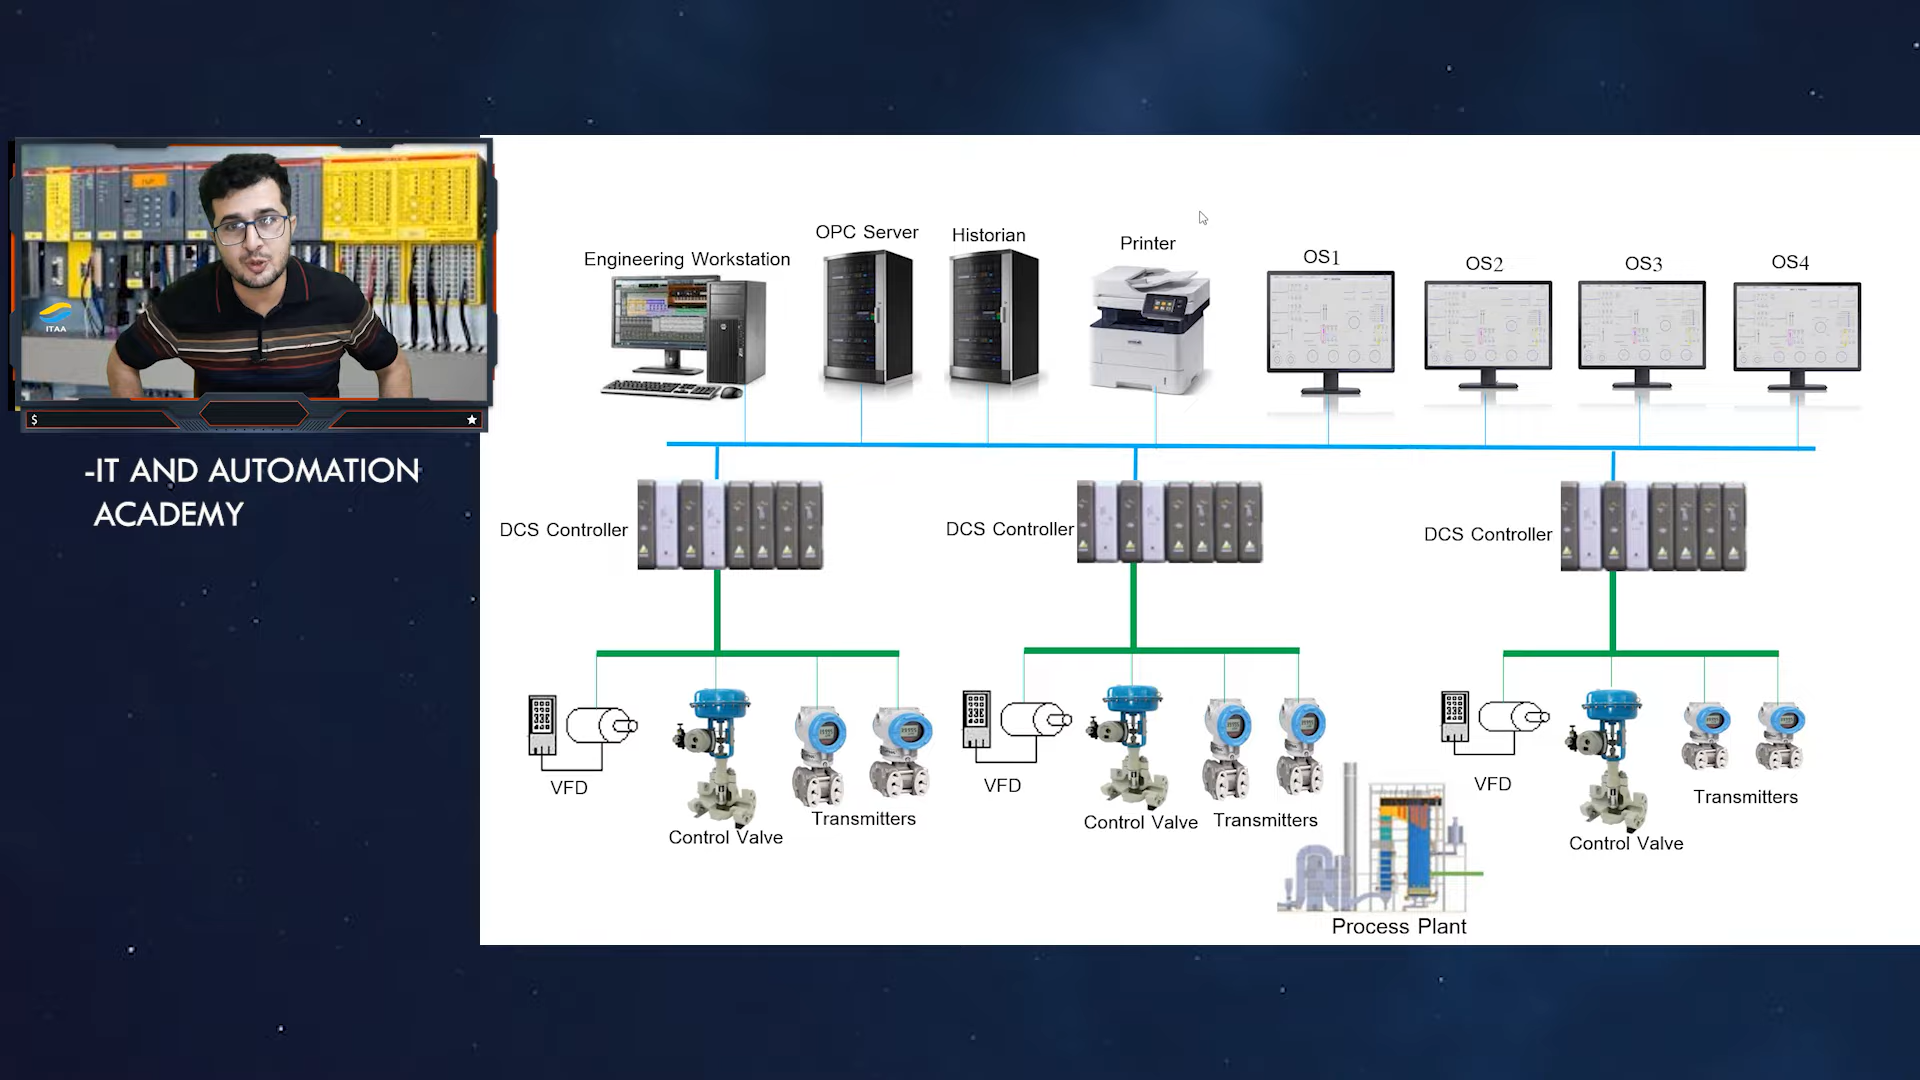 OPC Server
Historian
Printer
Engineering Workstation
OS1
OS2
OS3
OS4
ITAA
$
-IT AND AUTOMATION
ACADEMY
DCS Controller
DCS Controller
DCS Controller
VFD
VFD
VFD
Control Valve
Transmitters
Control Valve
Transmitters
Control Valve
Transmitters
Process Plant